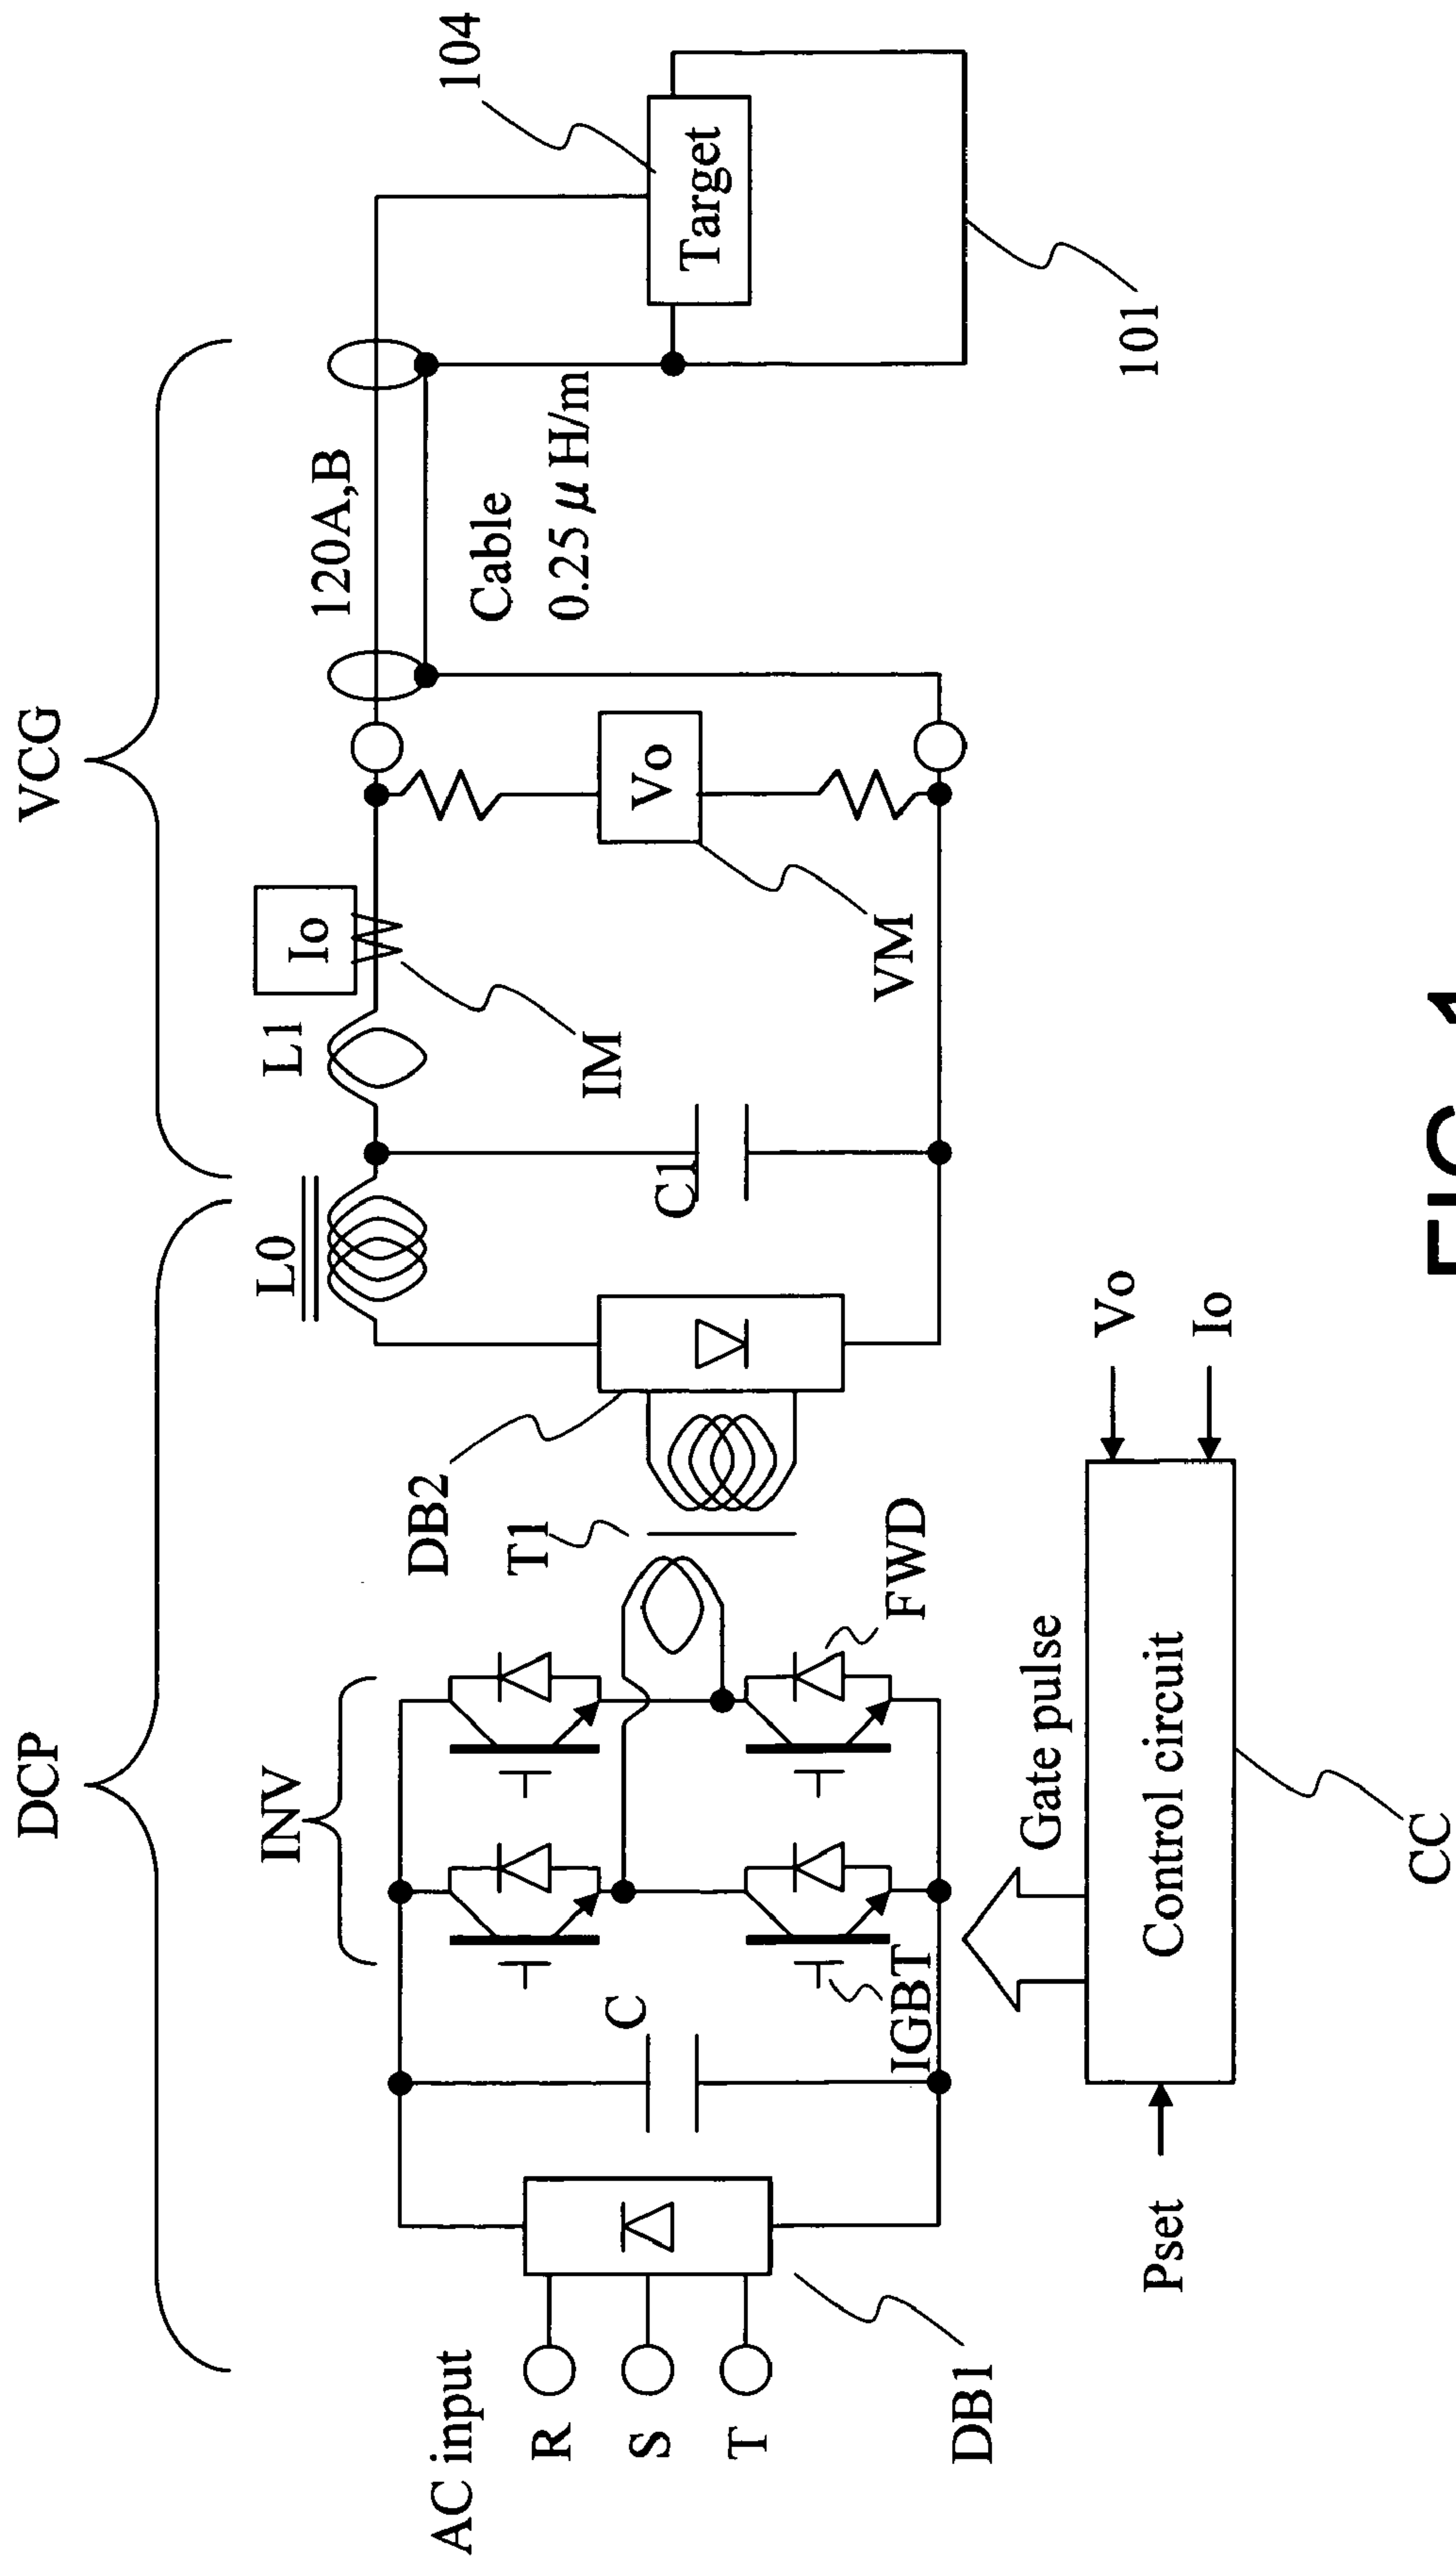 DCP
VCG
INV
L0
L1
Io
120A,B
104
AC input
R
S
T
C
DB2
T1
C1
IM
Vo
Cable
0.25 μ H/m
Target
DB1
IGBT
FWD
VM
101
Gate pulse
Pset
Control circuit
Vo
Io
CC
FIG. 1